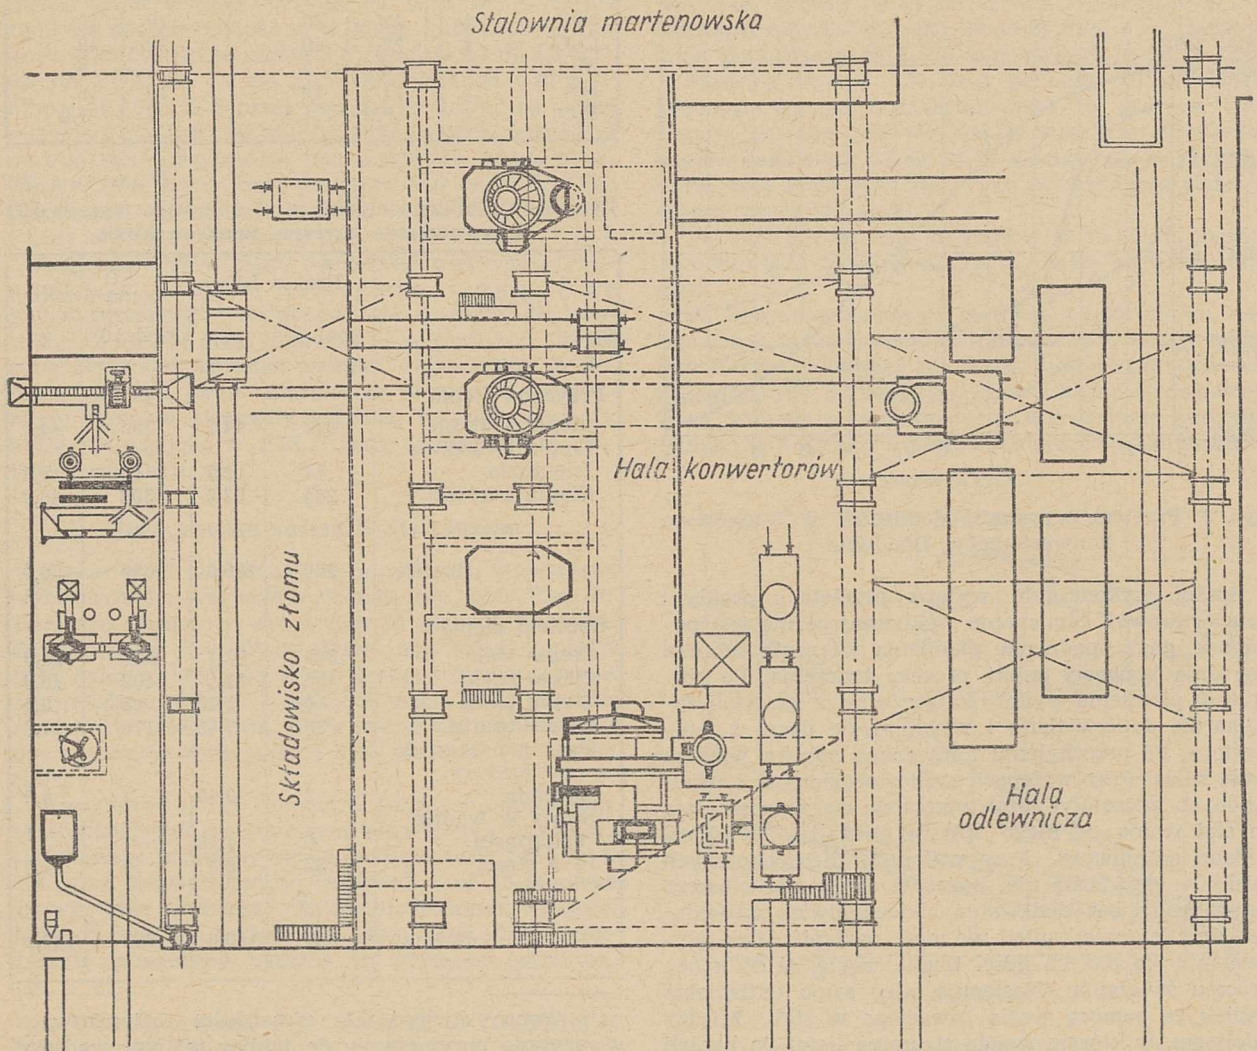 Stalownia martenowska
Hala konwertorów
Składowisko złomu
Hala
odlewnicza